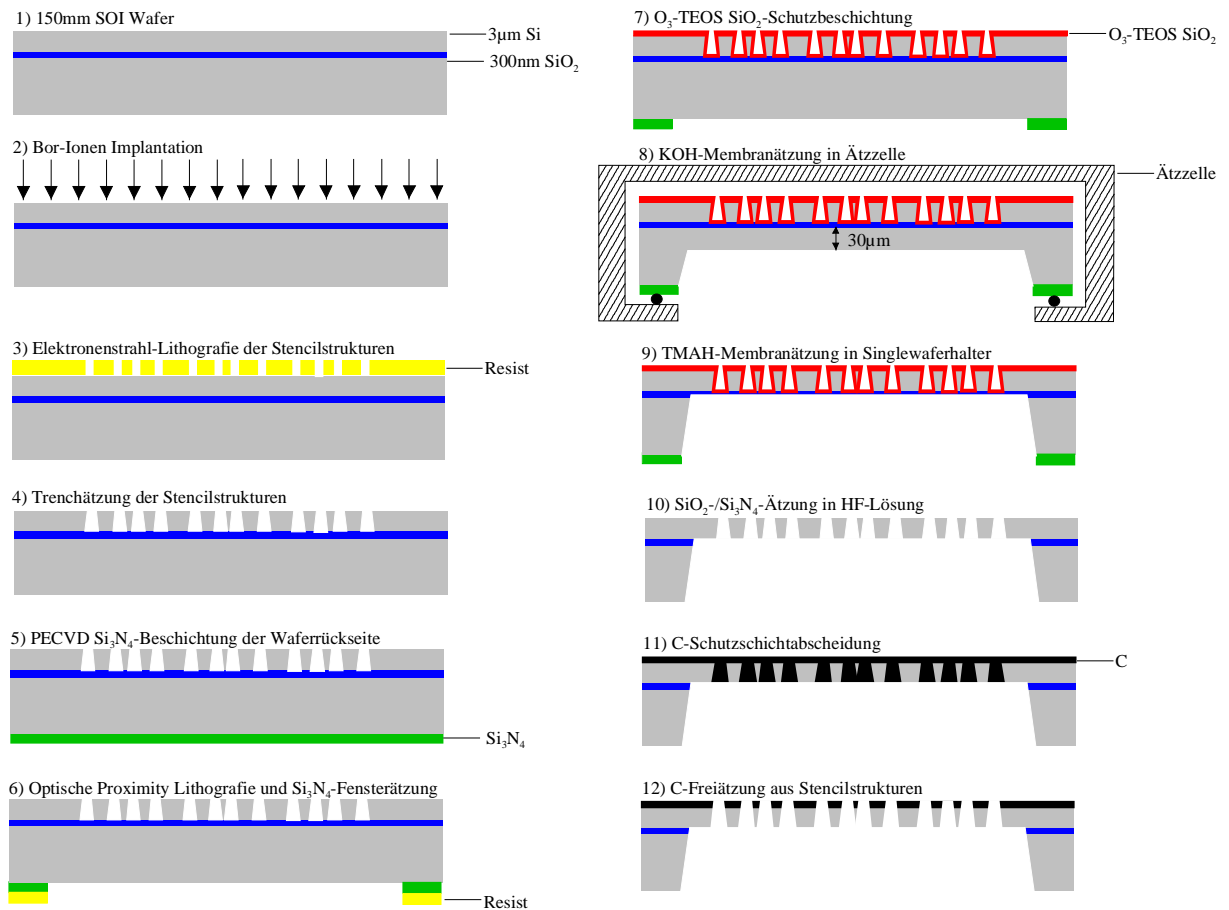 1) 150mm SOI Wafer
3µm Si
300nm SiO₂
2) Bor-Ionen Implantation
3) Elektronenstrahl-Lithografie der Stencilstrukturen
Resist
4) Trenchätzung der Stencilstrukturen
5) PECVD Si₃N₄-Beschichtung der Waferrückseite
Si₃N₄
6) Optische Proximity Lithografie und Si₃N₄-Fensterätzung
Resist
7) O₃-TEOS SiO₂-Schutzbeschichtung
O₃-TEOS SiO₂
8) KOH-Membranätzung in Ätzzelle
Ätzzelle
30µm
9) TMAH-Membranätzung in Singlewaferhalter
10) SiO₂-/Si₃N₄-Ätzung in HF-Lösung
11) C-Schutzschichtabscheidung
C
12) C-Freiätzung aus Stencilstrukturen